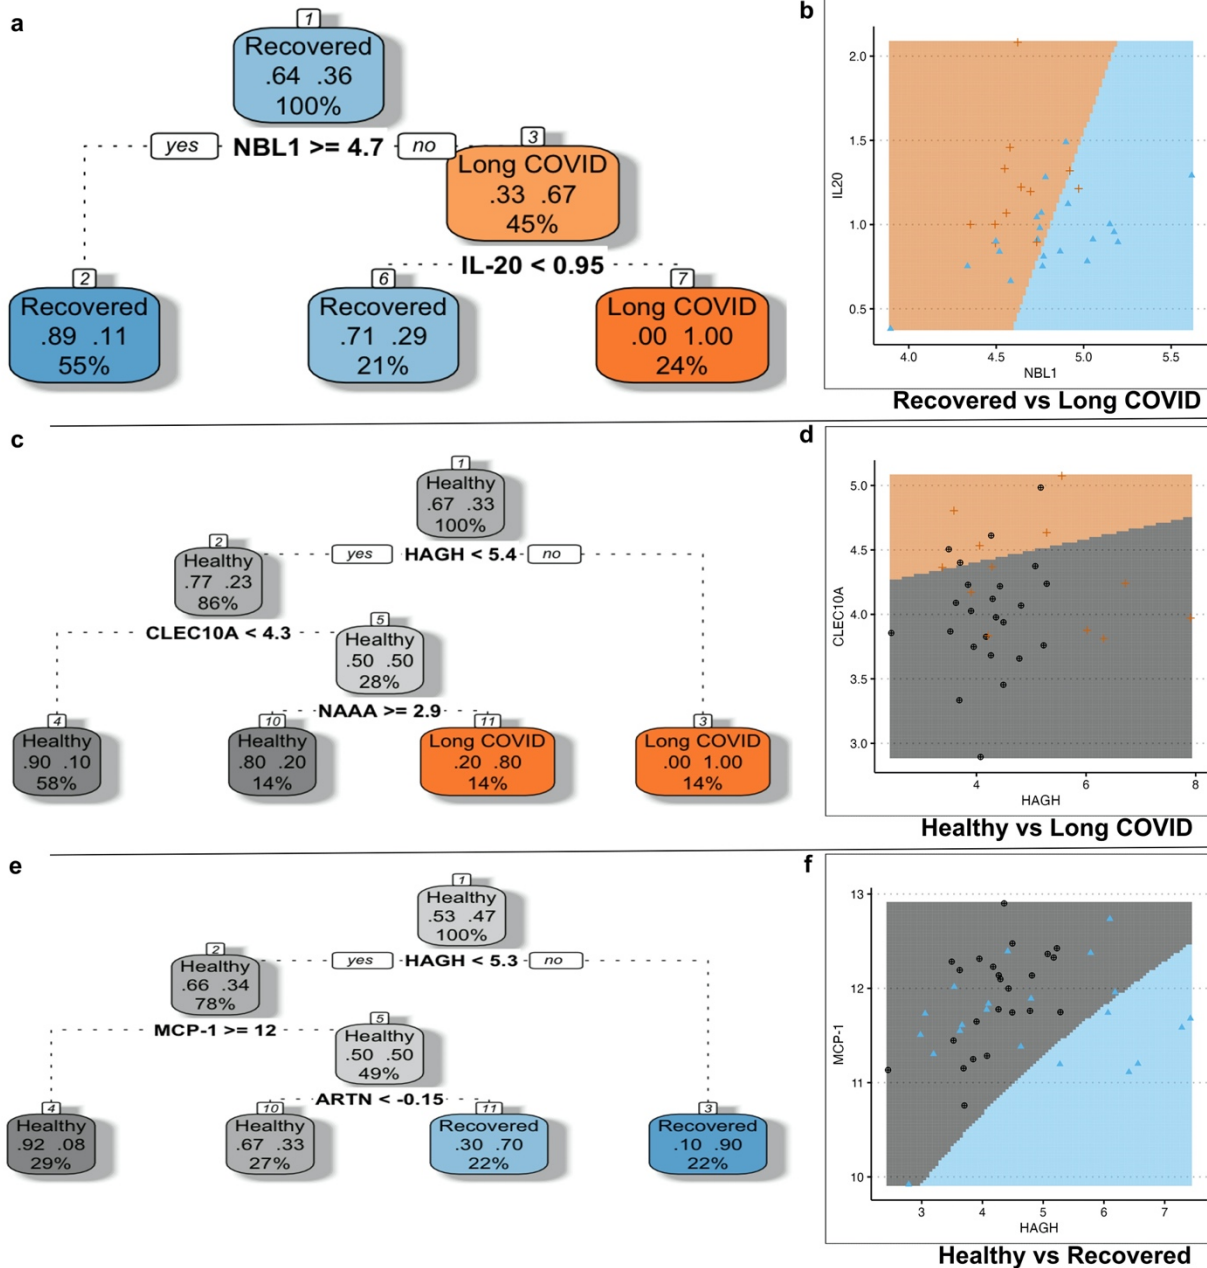 a
1
Recovered
.64 .36
100%
yes NBL1 >= 4.7 no
3
Long COVID
.33 .67
45%
IL-20 < 0.95
2
Recovered
.89 .11
55%
6
Recovered
.71 .29
21%
7
Long COVID
.00 1.00
24%
b
2.0
1.5
1.0
0.5
IL20
4.0 4.5 5.0 5.5
NBL1
Recovered vs Long COVID
c
1
Healthy
.67 .33
100%
yes HAGH < 5.4 no
2
Healthy
.77 .23
86%
CLEC10A < 4.3
5
Healthy
.50 .50
28%
NAAA >= 2.9
4
Healthy
.90 .10
58%
10
Healthy
.80 .20
14%
11
Long COVID
.20 .80
14%
3
Long COVID
.00 1.00
14%
d
5.0
4.5
4.0
3.5
3.0
CLEC10A
4 6 8
HAGH
Healthy vs Long COVID
e
1
Healthy
.53 .47
100%
yes HAGH < 5.3 no
2
Healthy
.66 .34
78%
MCP-1 >= 12
5
Healthy
.50 .50
49%
ARTN < -0.15
4
Healthy
.92 .08
29%
10
Healthy
.67 .33
27%
11
Recovered
.30 .70
22%
3
Recovered
.10 .90
22%
f
13
12
11
10
MCP-1
3 4 5 6 7
HAGH
Healthy vs Recovered